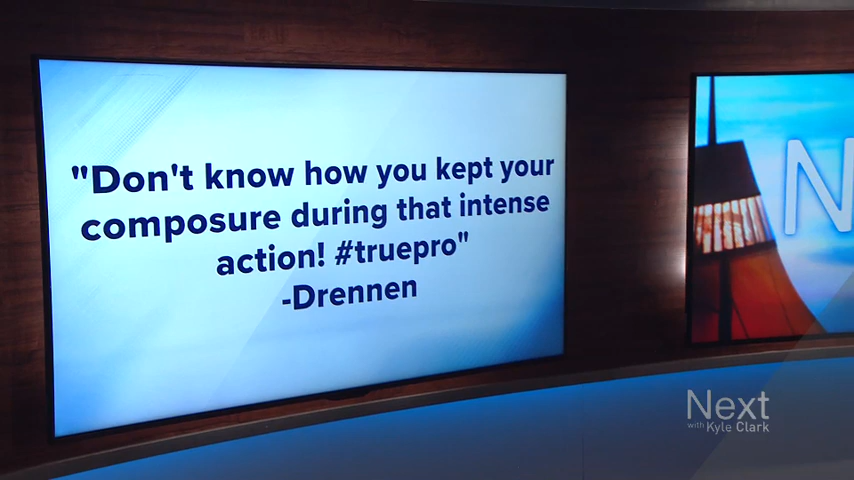 "Don't know how you kept your
composure during that intense
action! #truepro"
-Drennen
N
Next
with Kyle Clark